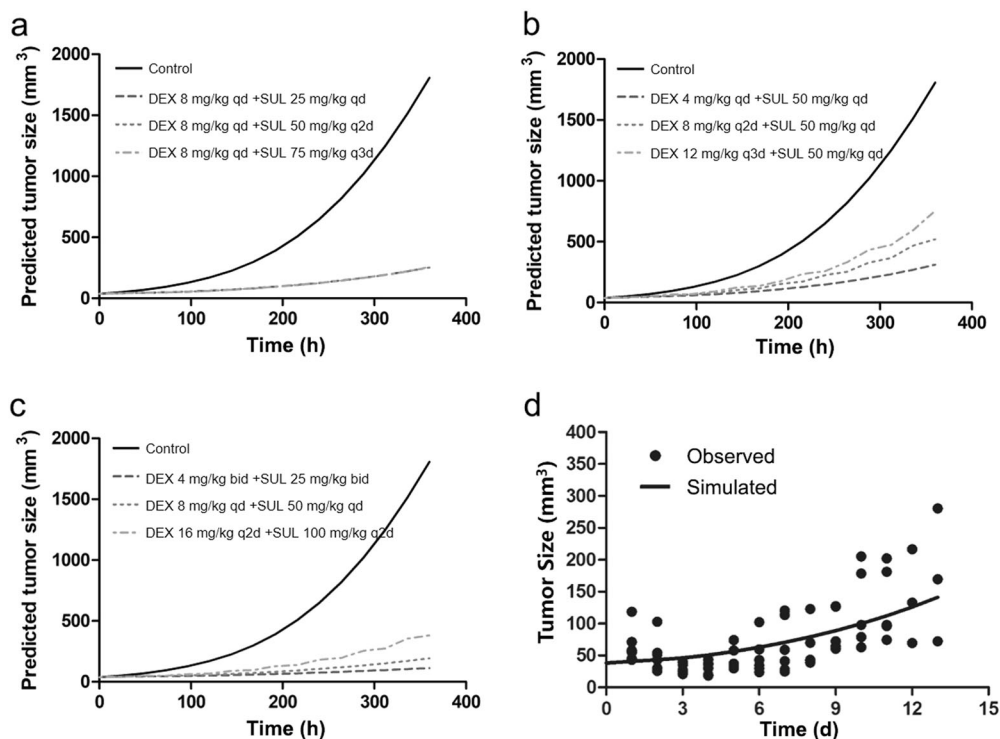 a
Predicted tumor size (mm³)
2000
1500
1000
500
0
Control
DEX 8 mg/kg qd +SUL 25 mg/kg qd
DEX 8 mg/kg qd +SUL 50 mg/kg q2d
DEX 8 mg/kg qd +SUL 75 mg/kg q3d
0 100 200 300 400
Time (h)
b
Predicted tumor size (mm³)
2000
1500
1000
500
0
Control
DEX 4 mg/kg qd +SUL 50 mg/kg qd
DEX 8 mg/kg q2d +SUL 50 mg/kg qd
DEX 12 mg/kg q3d +SUL 50 mg/kg qd
0 100 200 300 400
Time (h)
c
Predicted tumor size (mm³)
2000
1500
1000
500
0
Control
DEX 4 mg/kg bid +SUL 25 mg/kg bid
DEX 8 mg/kg qd +SUL 50 mg/kg qd
DEX 16 mg/kg q2d +SUL 100 mg/kg q2d
0 100 200 300 400
Time (h)
d
Tumor Size (mm³)
400
350
300
250
200
150
100
50
0
Observed
Simulated
0 3 6 9 12 15
Time (d)